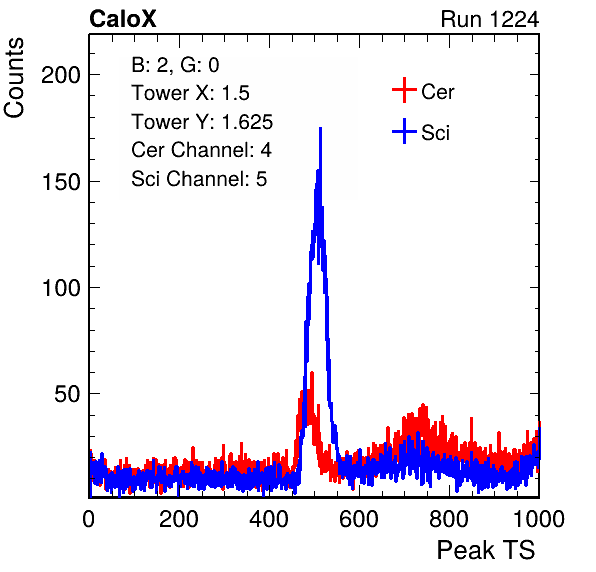 CaloX Run 1224
Counts
B: 2, G: 0
Tower X: 1.5
Tower Y: 1.625
Cer Channel: 4
Sci Channel: 5
Cer
Sci
200
150
100
50
0 200 400 600 800 1000
Peak TS